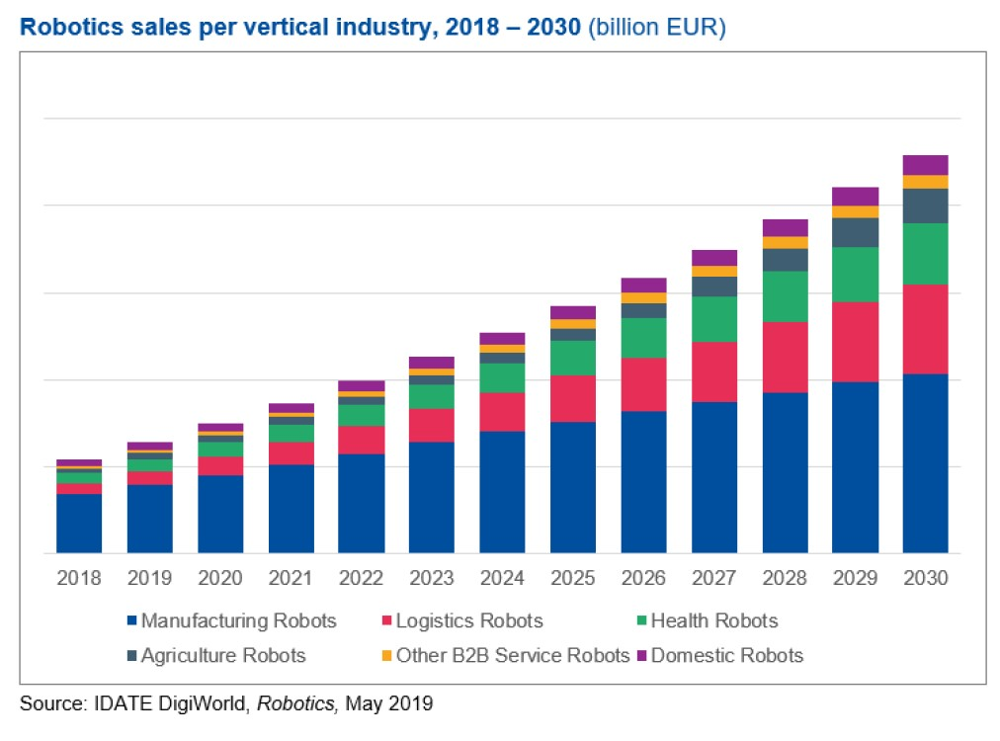 Robotics sales per vertical industry, 2018 – 2030 (billion EUR)
2018 2019 2020 2021 2022 2023 2024 2025 2026 2027 2028 2029 2030
Manufacturing Robots Logistics Robots Health Robots
Agriculture Robots Other B2B Service Robots Domestic Robots
Source: IDATE DigiWorld, Robotics, May 2019